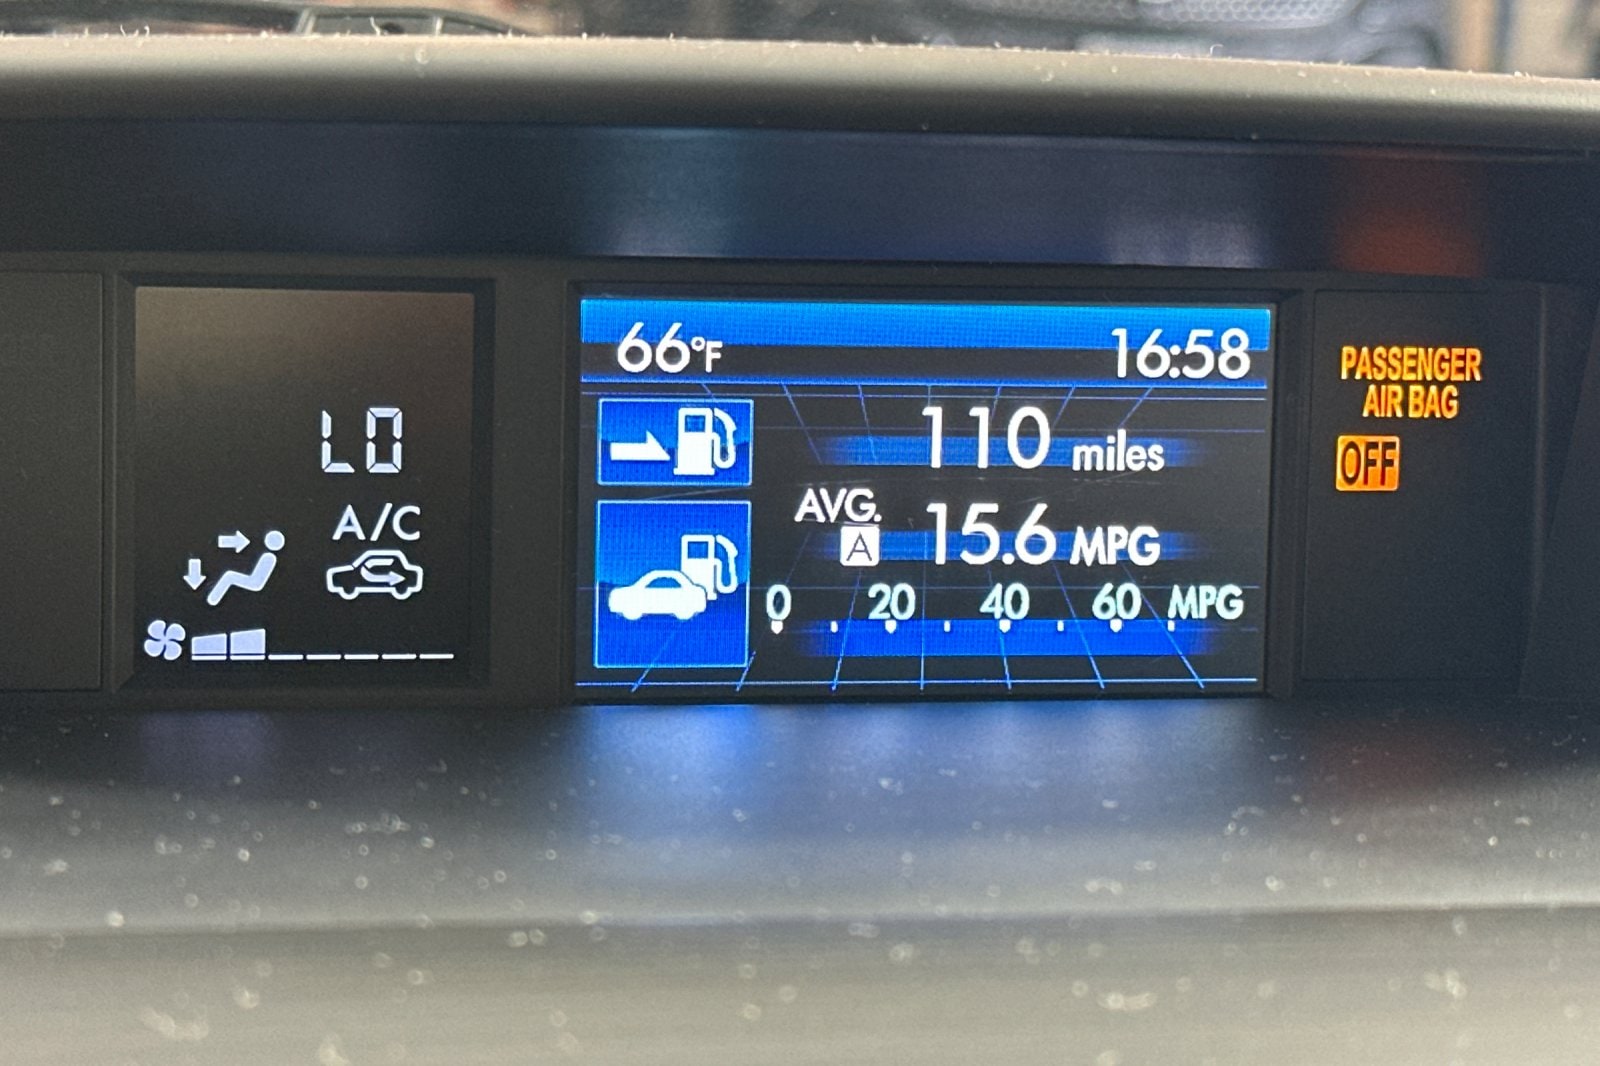 LO
A/C
66°F 16:58
110 miles
AVG.
A 15.6 MPG
0 20 40 60 MPG
PASSENGER
AIR BAG
OFF